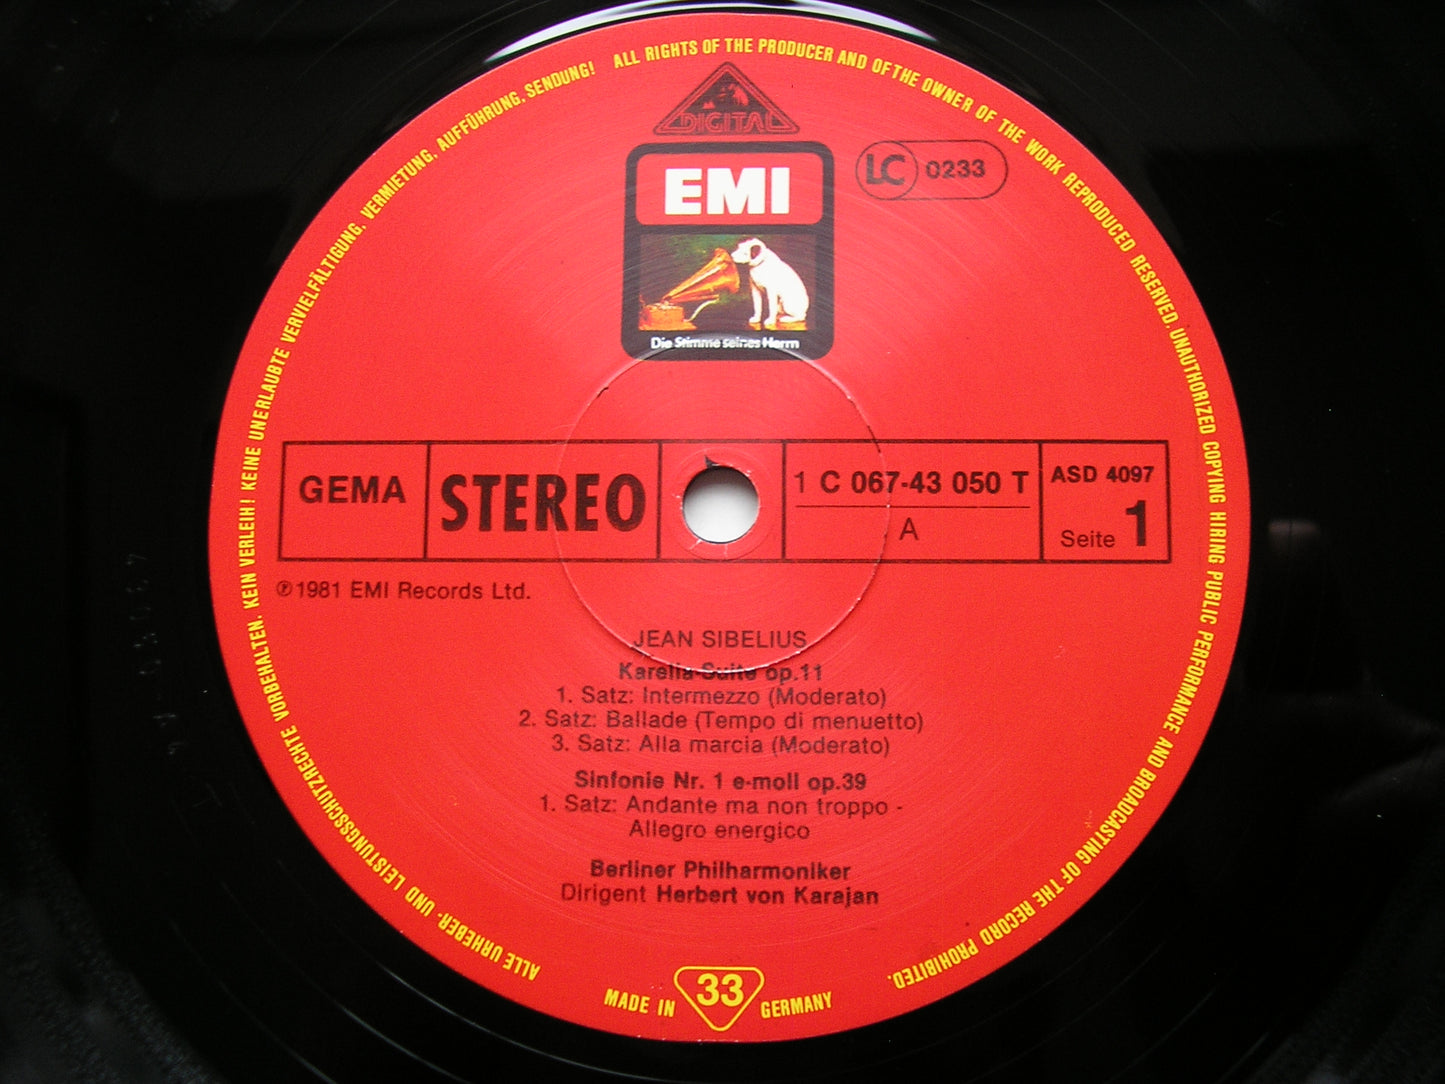 ALLE URHEBER- UND LEISTUNGSSCHUTZRECHTE VORBEHALTEN. KEIN VERLEIH! KEINE UNERLAUBTE VERVIELFÄLTIGUNG, VERMIETUNG, AUFFÜHRUNG, SENDUNG!
ALL RIGHTS OF THE PRODUCER AND OF THE OWNER OF THE WORK REPRODUCED RESERVED. UNAUTHORIZED COPYING HIRING PUBLIC PERFORMANCE AND BROADCASTING OF THE RECORD PROHIBITED.
DIGITAL
EMI
LC 0233
Die Stimme seines Herrn
GEMA
STEREO
1 C 067-43 050 T
A
ASD 4097
Seite 1
℗ 1981 EMI Records Ltd.
JEAN SIBELIUS
Karelia-Suite op.11
1. Satz: Intermezzo (Moderato)
2. Satz: Ballade (Tempo di menuetto)
3. Satz: Alla marcia (Moderato)
Sinfonie Nr. 1 e-moll op.39
1. Satz: Andante ma non troppo -
Allegro energico
Berliner Philharmoniker
Dirigent Herbert von Karajan
MADE IN 33 GERMANY